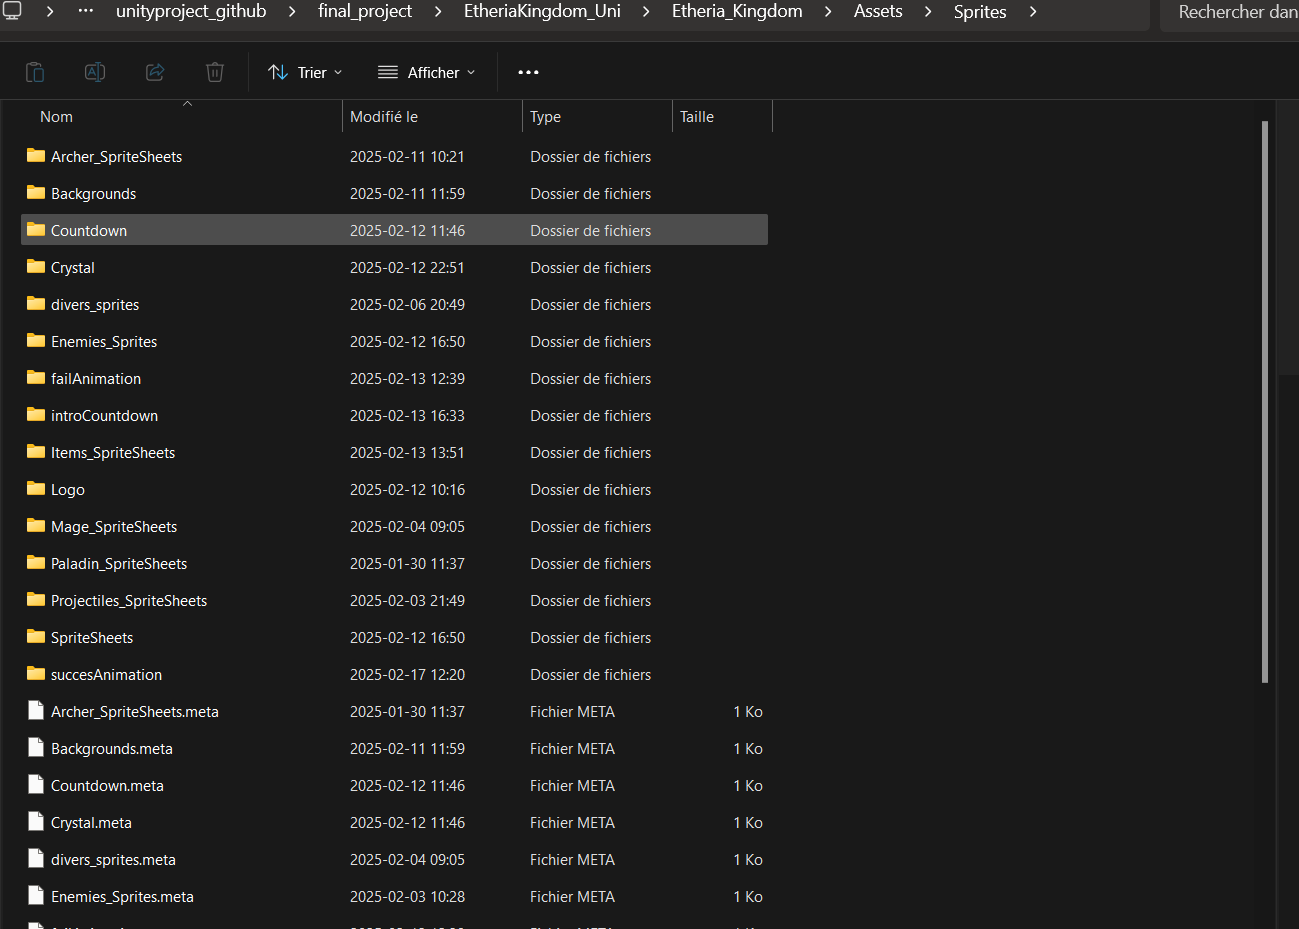 unityproject_github > final_project > EtheriaKingdom_Uni > Etheria_Kingdom > Assets > Sprites >
Rechercher dan
Trier
Afficher
Nom Modifié le Type Taille
Archer_SpriteSheets 2025-02-11 10:21 Dossier de fichiers
Backgrounds 2025-02-11 11:59 Dossier de fichiers
Countdown 2025-02-12 11:46 Dossier de fichiers
Crystal 2025-02-12 22:51 Dossier de fichiers
divers_sprites 2025-02-06 20:49 Dossier de fichiers
Enemies_Sprites 2025-02-12 16:50 Dossier de fichiers
failAnimation 2025-02-13 12:39 Dossier de fichiers
introCountdown 2025-02-13 16:33 Dossier de fichiers
Items_SpriteSheets 2025-02-13 13:51 Dossier de fichiers
Logo 2025-02-12 10:16 Dossier de fichiers
Mage_SpriteSheets 2025-02-04 09:05 Dossier de fichiers
Paladin_SpriteSheets 2025-01-30 11:37 Dossier de fichiers
Projectiles_SpriteSheets 2025-02-03 21:49 Dossier de fichiers
SpriteSheets 2025-02-12 16:50 Dossier de fichiers
succesAnimation 2025-02-17 12:20 Dossier de fichiers
Archer_SpriteSheets.meta 2025-01-30 11:37 Fichier META 1 Ko
Backgrounds.meta 2025-02-11 11:59 Fichier META 1 Ko
Countdown.meta 2025-02-12 11:46 Fichier META 1 Ko
Crystal.meta 2025-02-12 11:46 Fichier META 1 Ko
divers_sprites.meta 2025-02-04 09:05 Fichier META 1 Ko
Enemies_Sprites.meta 2025-02-03 10:28 Fichier META 1 Ko